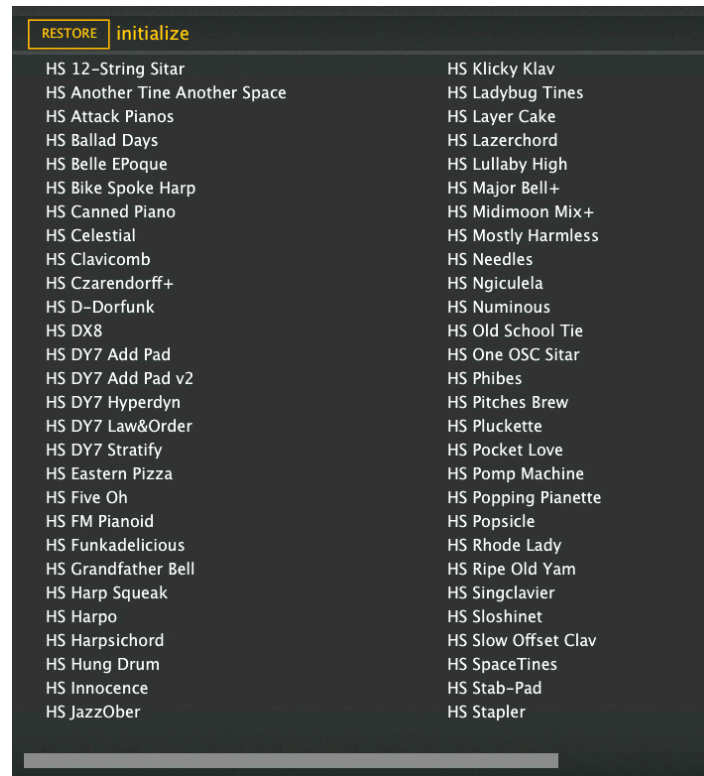 RESTORE initialize
HS 12-String Sitar
HS Another Tine Another Space
HS Attack Pianos
HS Ballad Days
HS Belle EPoque
HS Bike Spoke Harp
HS Canned Piano
HS Celestial
HS Clavicomb
HS Czarendorff+
HS D-Dorfunk
HS DX8
HS DY7 Add Pad
HS DY7 Add Pad v2
HS DY7 Hyperdyn
HS DY7 Law&Order
HS DY7 Stratify
HS Eastern Pizza
HS Five Oh
HS FM Pianoid
HS Funkadelicious
HS Grandfather Bell
HS Harp Squeak
HS Harpo
HS Harpsichord
HS Hung Drum
HS Innocence
HS JazzOber
HS Klicky Klav
HS Ladybug Tines
HS Layer Cake
HS Lazerchord
HS Lullaby High
HS Major Bell+
HS Midimoon Mix+
HS Mostly Harmless
HS Needles
HS Ngiculela
HS Numinous
HS Old School Tie
HS One OSC Sitar
HS Phibes
HS Pitches Brew
HS Pluckette
HS Pocket Love
HS Pomp Machine
HS Popping Pianette
HS Popsicle
HS Rhode Lady
HS Ripe Old Yam
HS Singclavier
HS Sloshinet
HS Slow Offset Clav
HS SpaceTines
HS Stab-Pad
HS Stapler